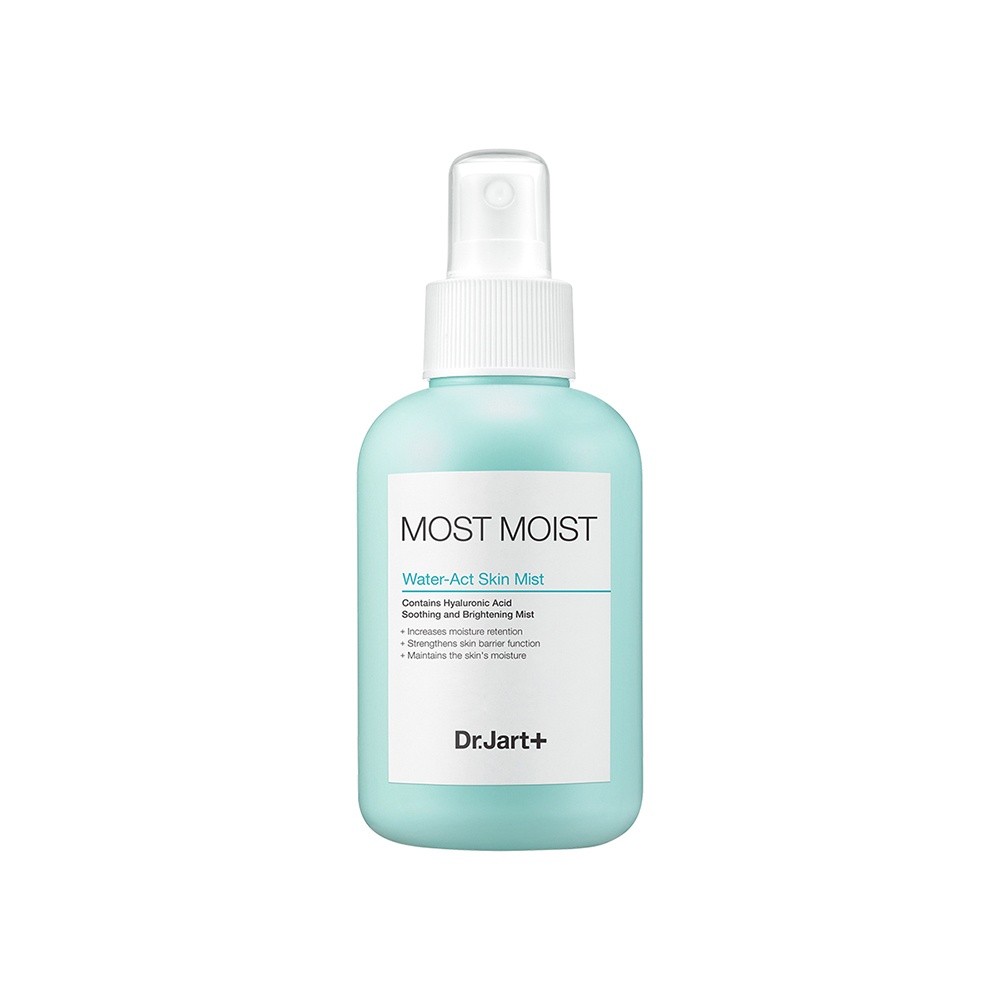 MOST MOIST
Water-Act Skin Mist
Contains Hyaluronic Acid
Soothing and Brightening Mist
+ Increases moisture retention
+ Strengthens skin barrier function
+ Maintains the skin's moisture
Dr.Jart+